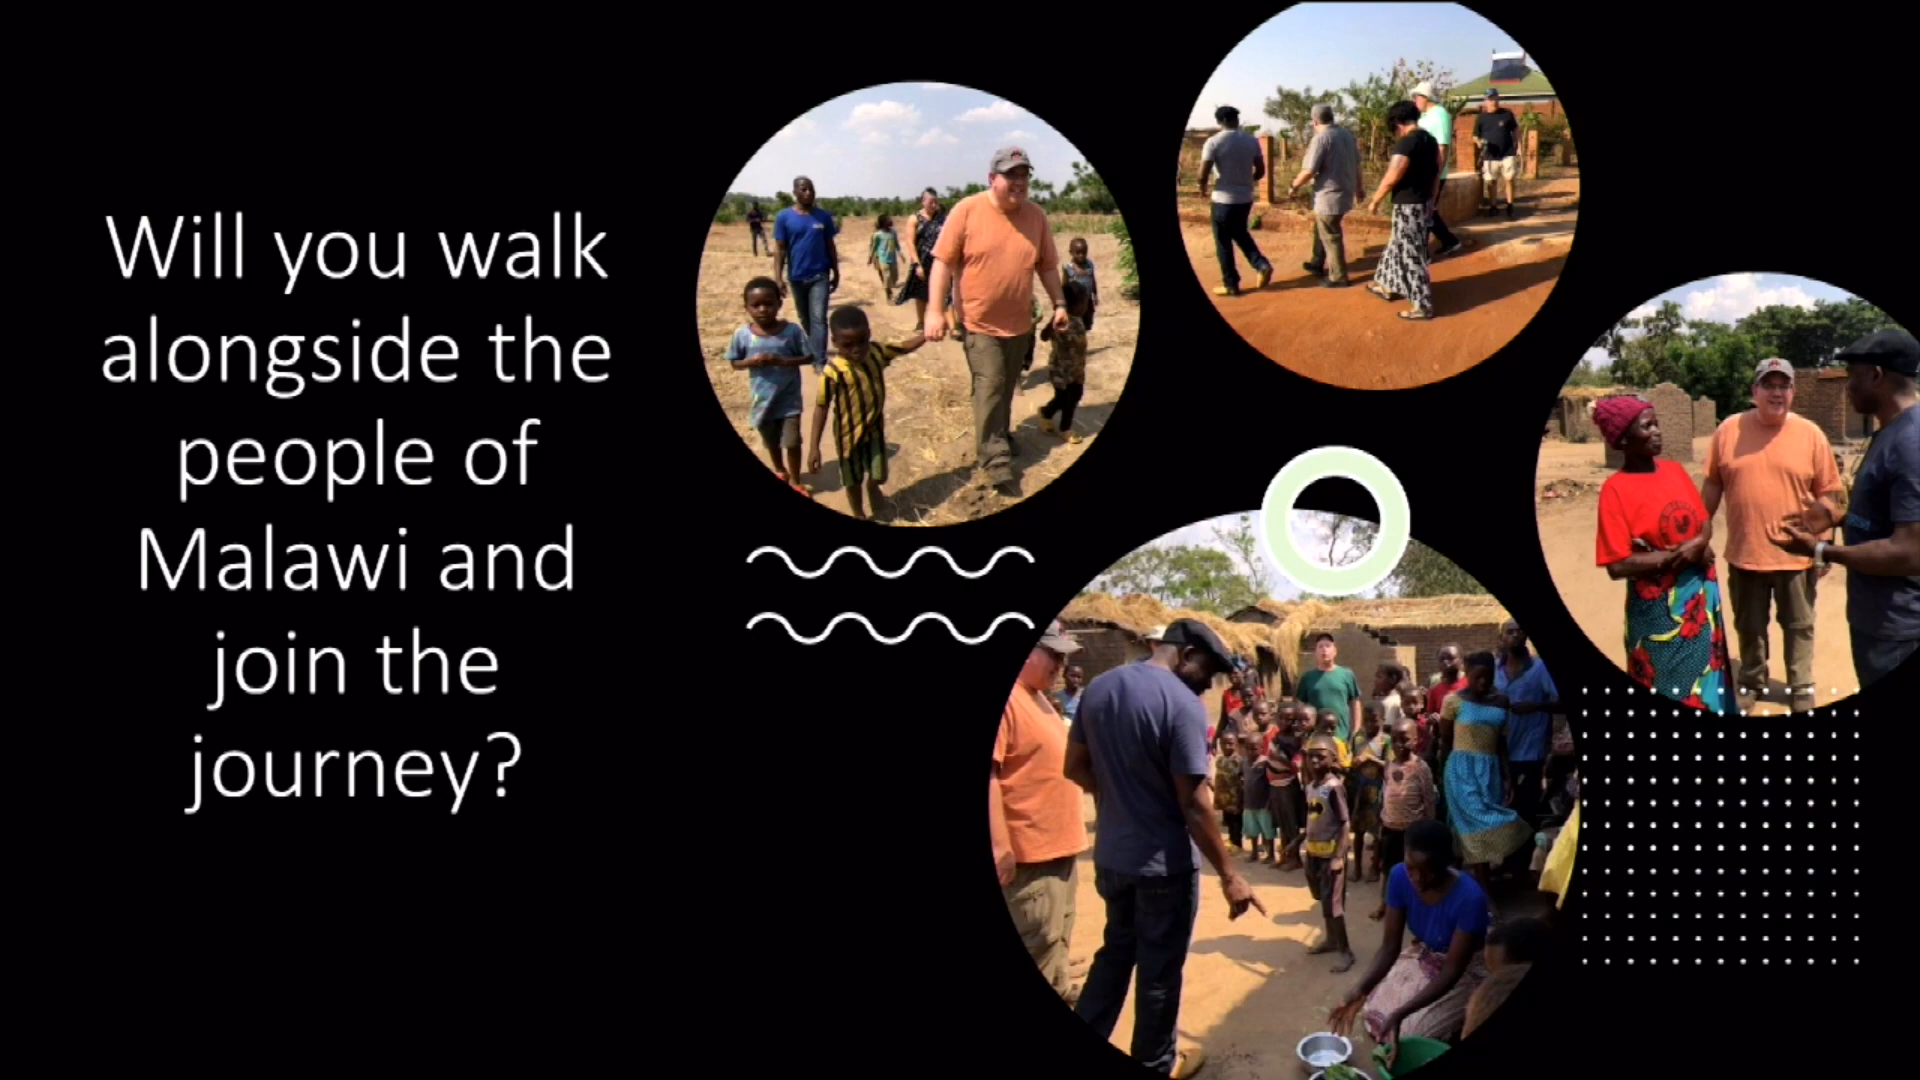 Will you walk
alongside the
people of
Malawi and
join the
journey?